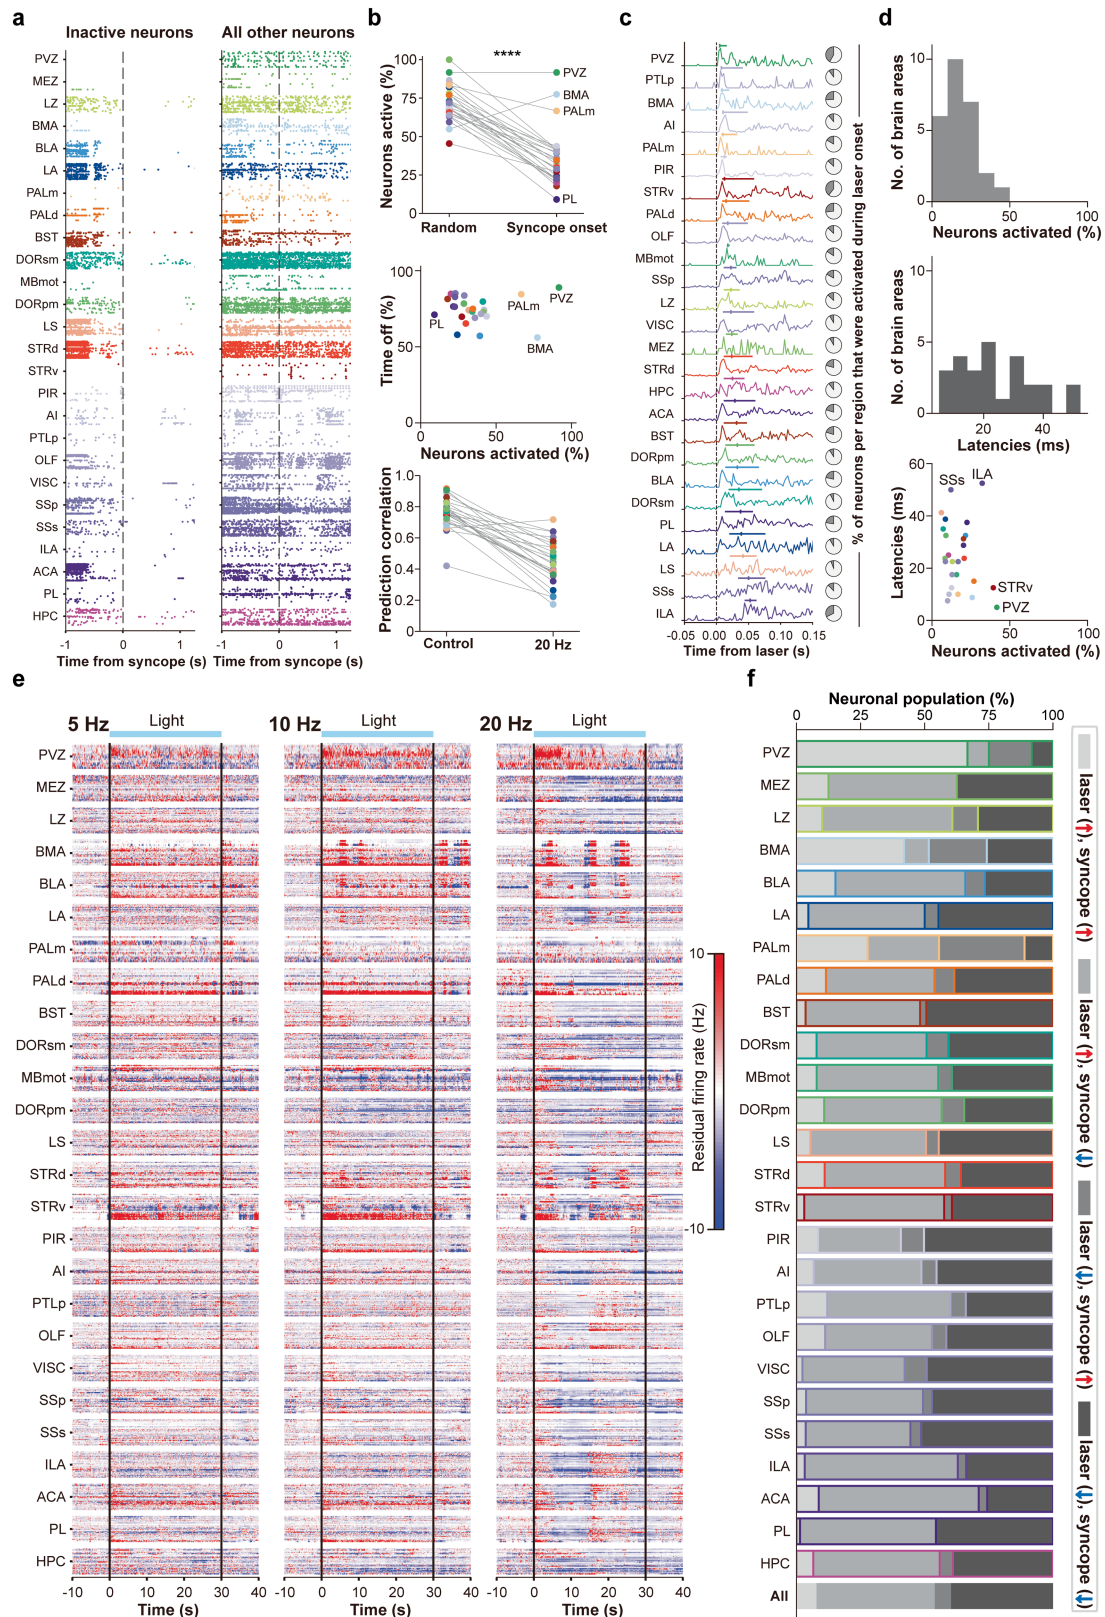 a
Inactive neurons
All other neurons
PVZ
MEZ
LZ
BMA
BLA
LA
PALm
PALd
BST
DORsm
MBmot
DORpm
LS
STRd
STRv
PIR
AI
PTLp
OLF
VISC
SSp
SSs
ILA
ACA
PL
HPC
-1 0 1 -1 0 1
Time from syncope (s)
Time from syncope (s)
b
Neurons active (%)
100
75
50
25
0
****
PVZ
BMA
PALm
PL
Random
Syncope onset
Time off (%)
100
50
0
PL
PALm
PVZ
BMA
0 50 100
Neurons activated (%)
Prediction correlation
1.0
0.8
0.6
0.4
0.2
0
Control
20 Hz
c
PVZ
PTLp
BMA
AI
PALm
PIR
STRv
PALd
OLF
MBmot
SSp
LZ
VISC
MEZ
STRd
HPC
ACA
BST
DORpm
BLA
DORsm
PL
LA
LS
SSs
ILA
-0.05 0.00 0.05 0.10 0.15
Time from laser (s)
% of neurons per region that were activated during laser onset
d
No. of brain areas
10
5
0
0 50 100
Neurons activated (%)
No. of brain areas
10
5
0
20 40
Latencies (ms)
Latencies (ms)
60
40
20
0
SSs
ILA
STRv
PVZ
0 50 100
Neurons activated (%)
e
5 Hz
Light
10 Hz
Light
20 Hz
Light
PVZ
MEZ
LZ
BMA
BLA
LA
PALm
PALd
BST
DORsm
MBmot
DORpm
LS
STRd
STRv
PIR
AI
PTLp
OLF
VISC
SSp
SSs
ILA
ACA
PL
HPC
-10 0 10 20 30 40
-10 0 10 20 30 40
-10 0 10 20 30 40
Time (s)
Time (s)
Time (s)
10
Residual firing rate (Hz)
-10
f
Neuronal population (%)
0 25 50 75 100
PVZ
MEZ
LZ
BMA
BLA
LA
PALm
PALd
BST
DORsm
MBmot
DORpm
LS
STRd
STRv
PIR
AI
PTLp
OLF
VISC
SSp
SSs
ILA
ACA
PL
HPC
All
laser (↑), syncope (↑)
laser (↑), syncope (↓)
laser (↓), syncope (↑)
laser (↓), syncope (↓)